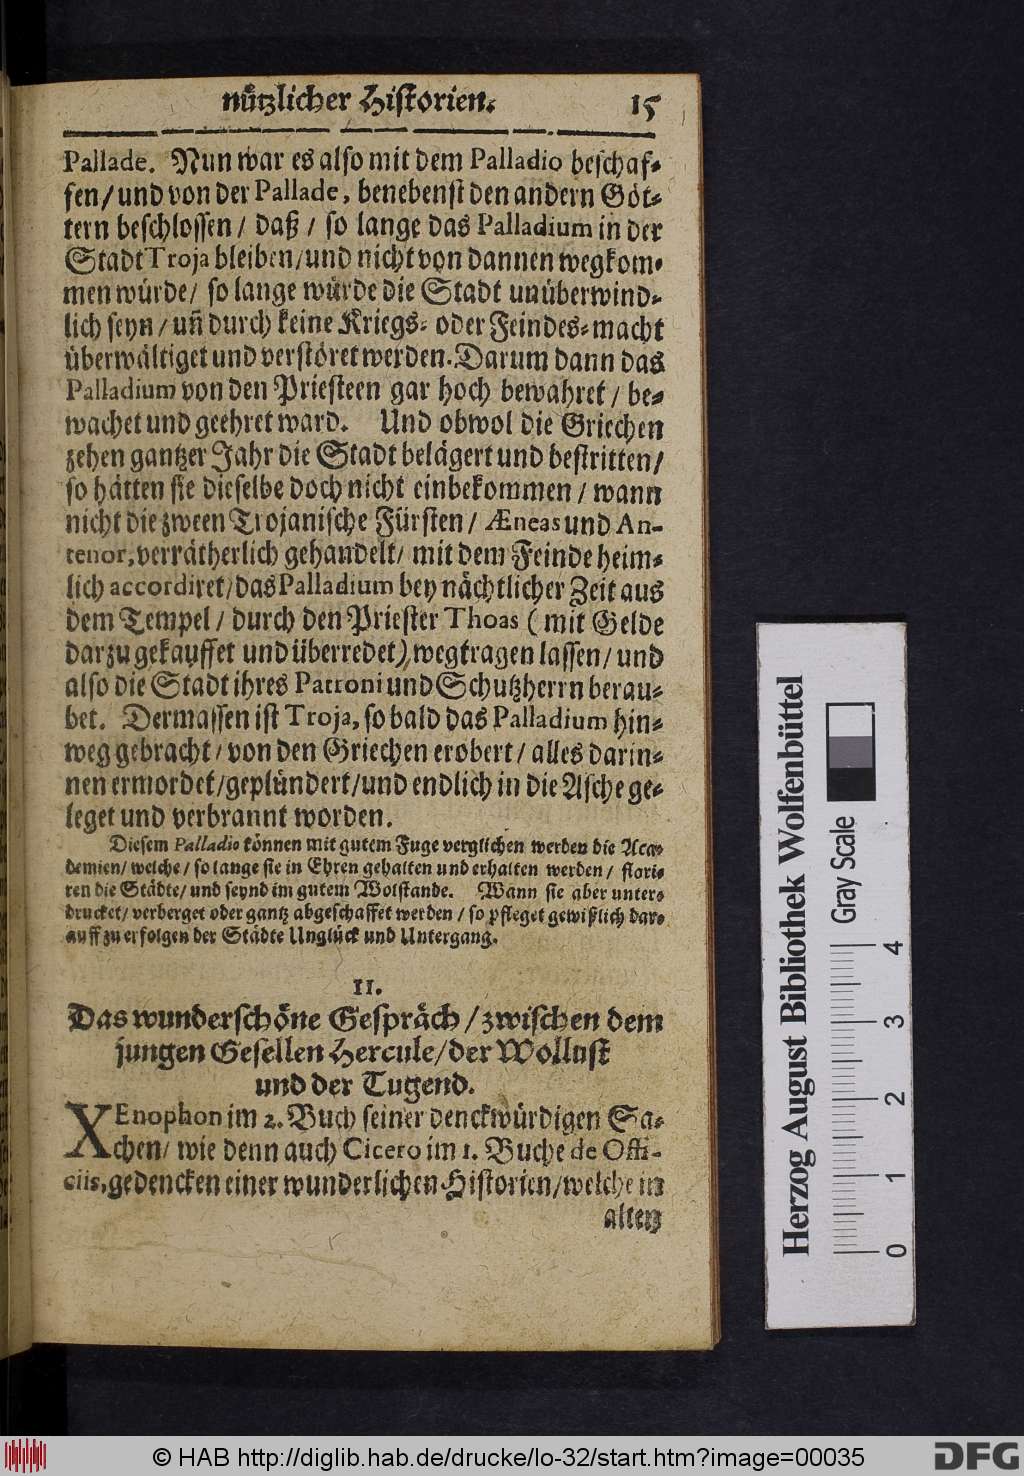 nützlicher Historien. 15
Pallade. Nun war es also mit dem Palladio beschaf-
fen/ und von der Pallade, benebenst den andern Göt-
tern beschlossen/ daß/ so lange das Palladium in der
Stadt Troja bleiben/ und nicht von dannen wegkom-
men würde/ so lange würde die Stadt unüberwind-
lich seyn/ uñ durch keine Kriegs- oder Feindes-macht
überwältiget und verstöret werden. Darum dann das
Palladium von den Priesteen gar hoch bewahret/ be-
wachet und geehret ward. Und obwol die Griechen
zehen gantzer Jahr die Stadt belägert und bestritten/
so hätten sie dieselbe doch nicht einbekommen/ wann
nicht die zween Trojanische Fürsten/ Æneas und An-
tenor, verrätherlich gehandelt/ mit dem Feinde heim-
lich accordiret/ das Palladium bey nächtlicher Zeit aus
dem Tempel/ durch den Priester Thoas (mit Gelde
darzu gekauffet und überredet) wegtragen lassen/ und
also die Stadt ihres Patroni und Schutzherrn berau-
bet. Dermassen ist Troja, so bald das Palladium hin-
weg gebracht/ von den Griechen erobert/ alles darin-
nen ermordet/ geplündert/ und endlich in die Asche ge-
leget und verbrannt worden.
Diesem Palladio können mit gutem Fuge verglichen werden die Aca-
demien/ welche/ so lange sie in Ehren gehalten und erhalten werden/ flori-
ren die Städte/ und seynd im gutem Wolstande. Wann sie aber unter-
drucket/ verberget oder gantz abgeschaffet werden/ so pfleget gewißlich dar-
auff zu erfolgen der Städte Unglück und Untergang.
11.
Das wunderschöne Gespräch/ zwischen dem
jungen Gesellen Hercule/ der Wollust
und der Tugend.
XEnophon im 2. Buch seiner denckwürdigen Sa-
chen/ wie denn auch Cicero im 1. Buche de Offi-
ciis, gedencken einer wunderlichen Historien/ welche in
alten
Herzog August Bibliothek Wolfenbüttel
Gray Scale
0 1 2 3 4
© HAB http://diglib.hab.de/drucke/lo-32/start.htm?image=00035
DFG